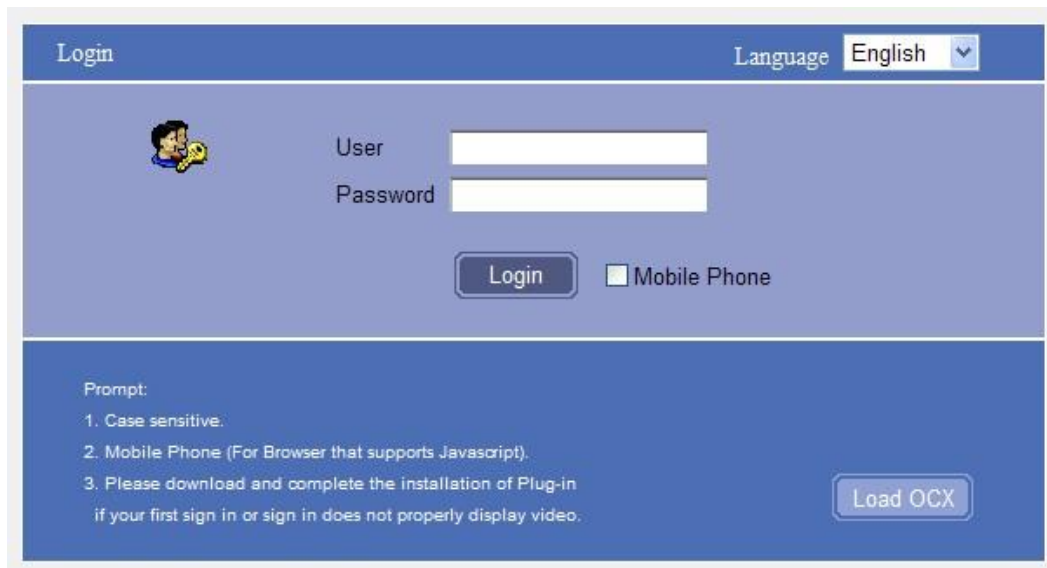 Login
Language English
User
Password
Login Mobile Phone
Prompt:
1. Case sensitive.
2. Mobile Phone (For Browser that supports Javascript).
3. Please download and complete the installation of Plug-in
if your first sign in or sign in does not properly display video.
Load OCX